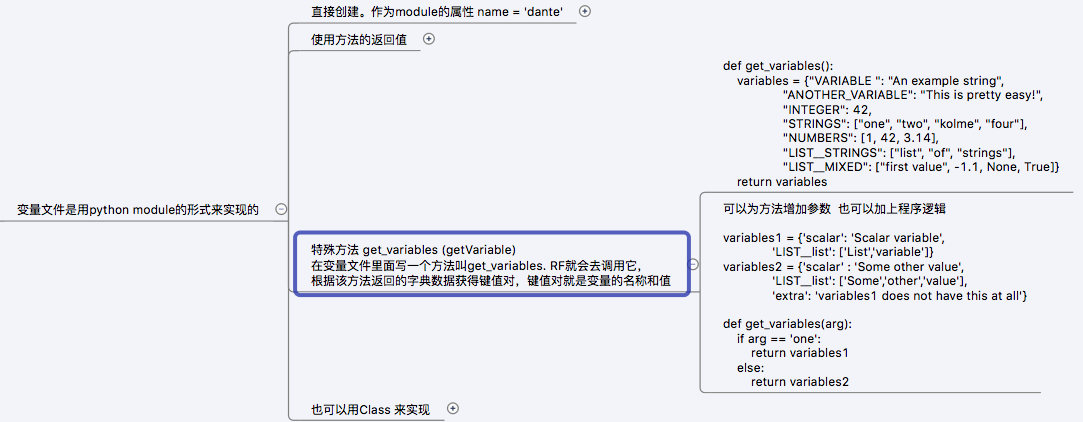 直接创建。作为module的属性 name = 'dante'
使用方法的返回值
变量文件是用python module的形式来实现的
特殊方法 get_variables (getVariable)
在变量文件里面写一个方法叫get_variables. RF就会去调用它，
根据该方法返回的字典数据获得键值对，键值对就是变量的名称和值
def get_variables():
variables = {"VARIABLE ": "An example string",
"ANOTHER_VARIABLE": "This is pretty easy!",
"INTEGER": 42,
"STRINGS": ["one", "two", "kolme", "four"],
"NUMBERS": [1, 42, 3.14],
"LIST__STRINGS": ["list", "of", "strings"],
"LIST__MIXED": ["first value", -1.1, None, True]}
return variables
可以为方法增加参数 也可以加上程序逻辑
variables1 = {'scalar': 'Scalar variable',
'LIST__list': ['List','variable']}
variables2 = {'scalar' : 'Some other value',
'LIST__list': ['Some','other','value'],
'extra': 'variables1 does not have this at all'}
def get_variables(arg):
if arg == 'one':
return variables1
else:
return variables2
也可以用Class 来实现